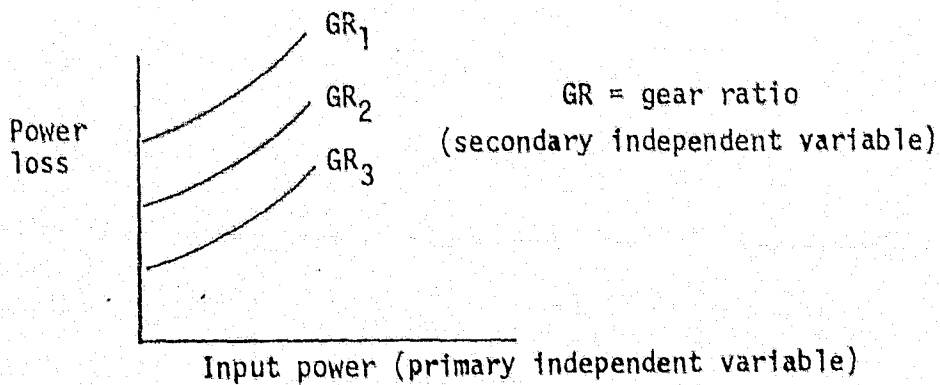 GR1
GR2
GR3
GR = gear ratio
(secondary independent variable)
Power
loss
Input power (primary independent variable)